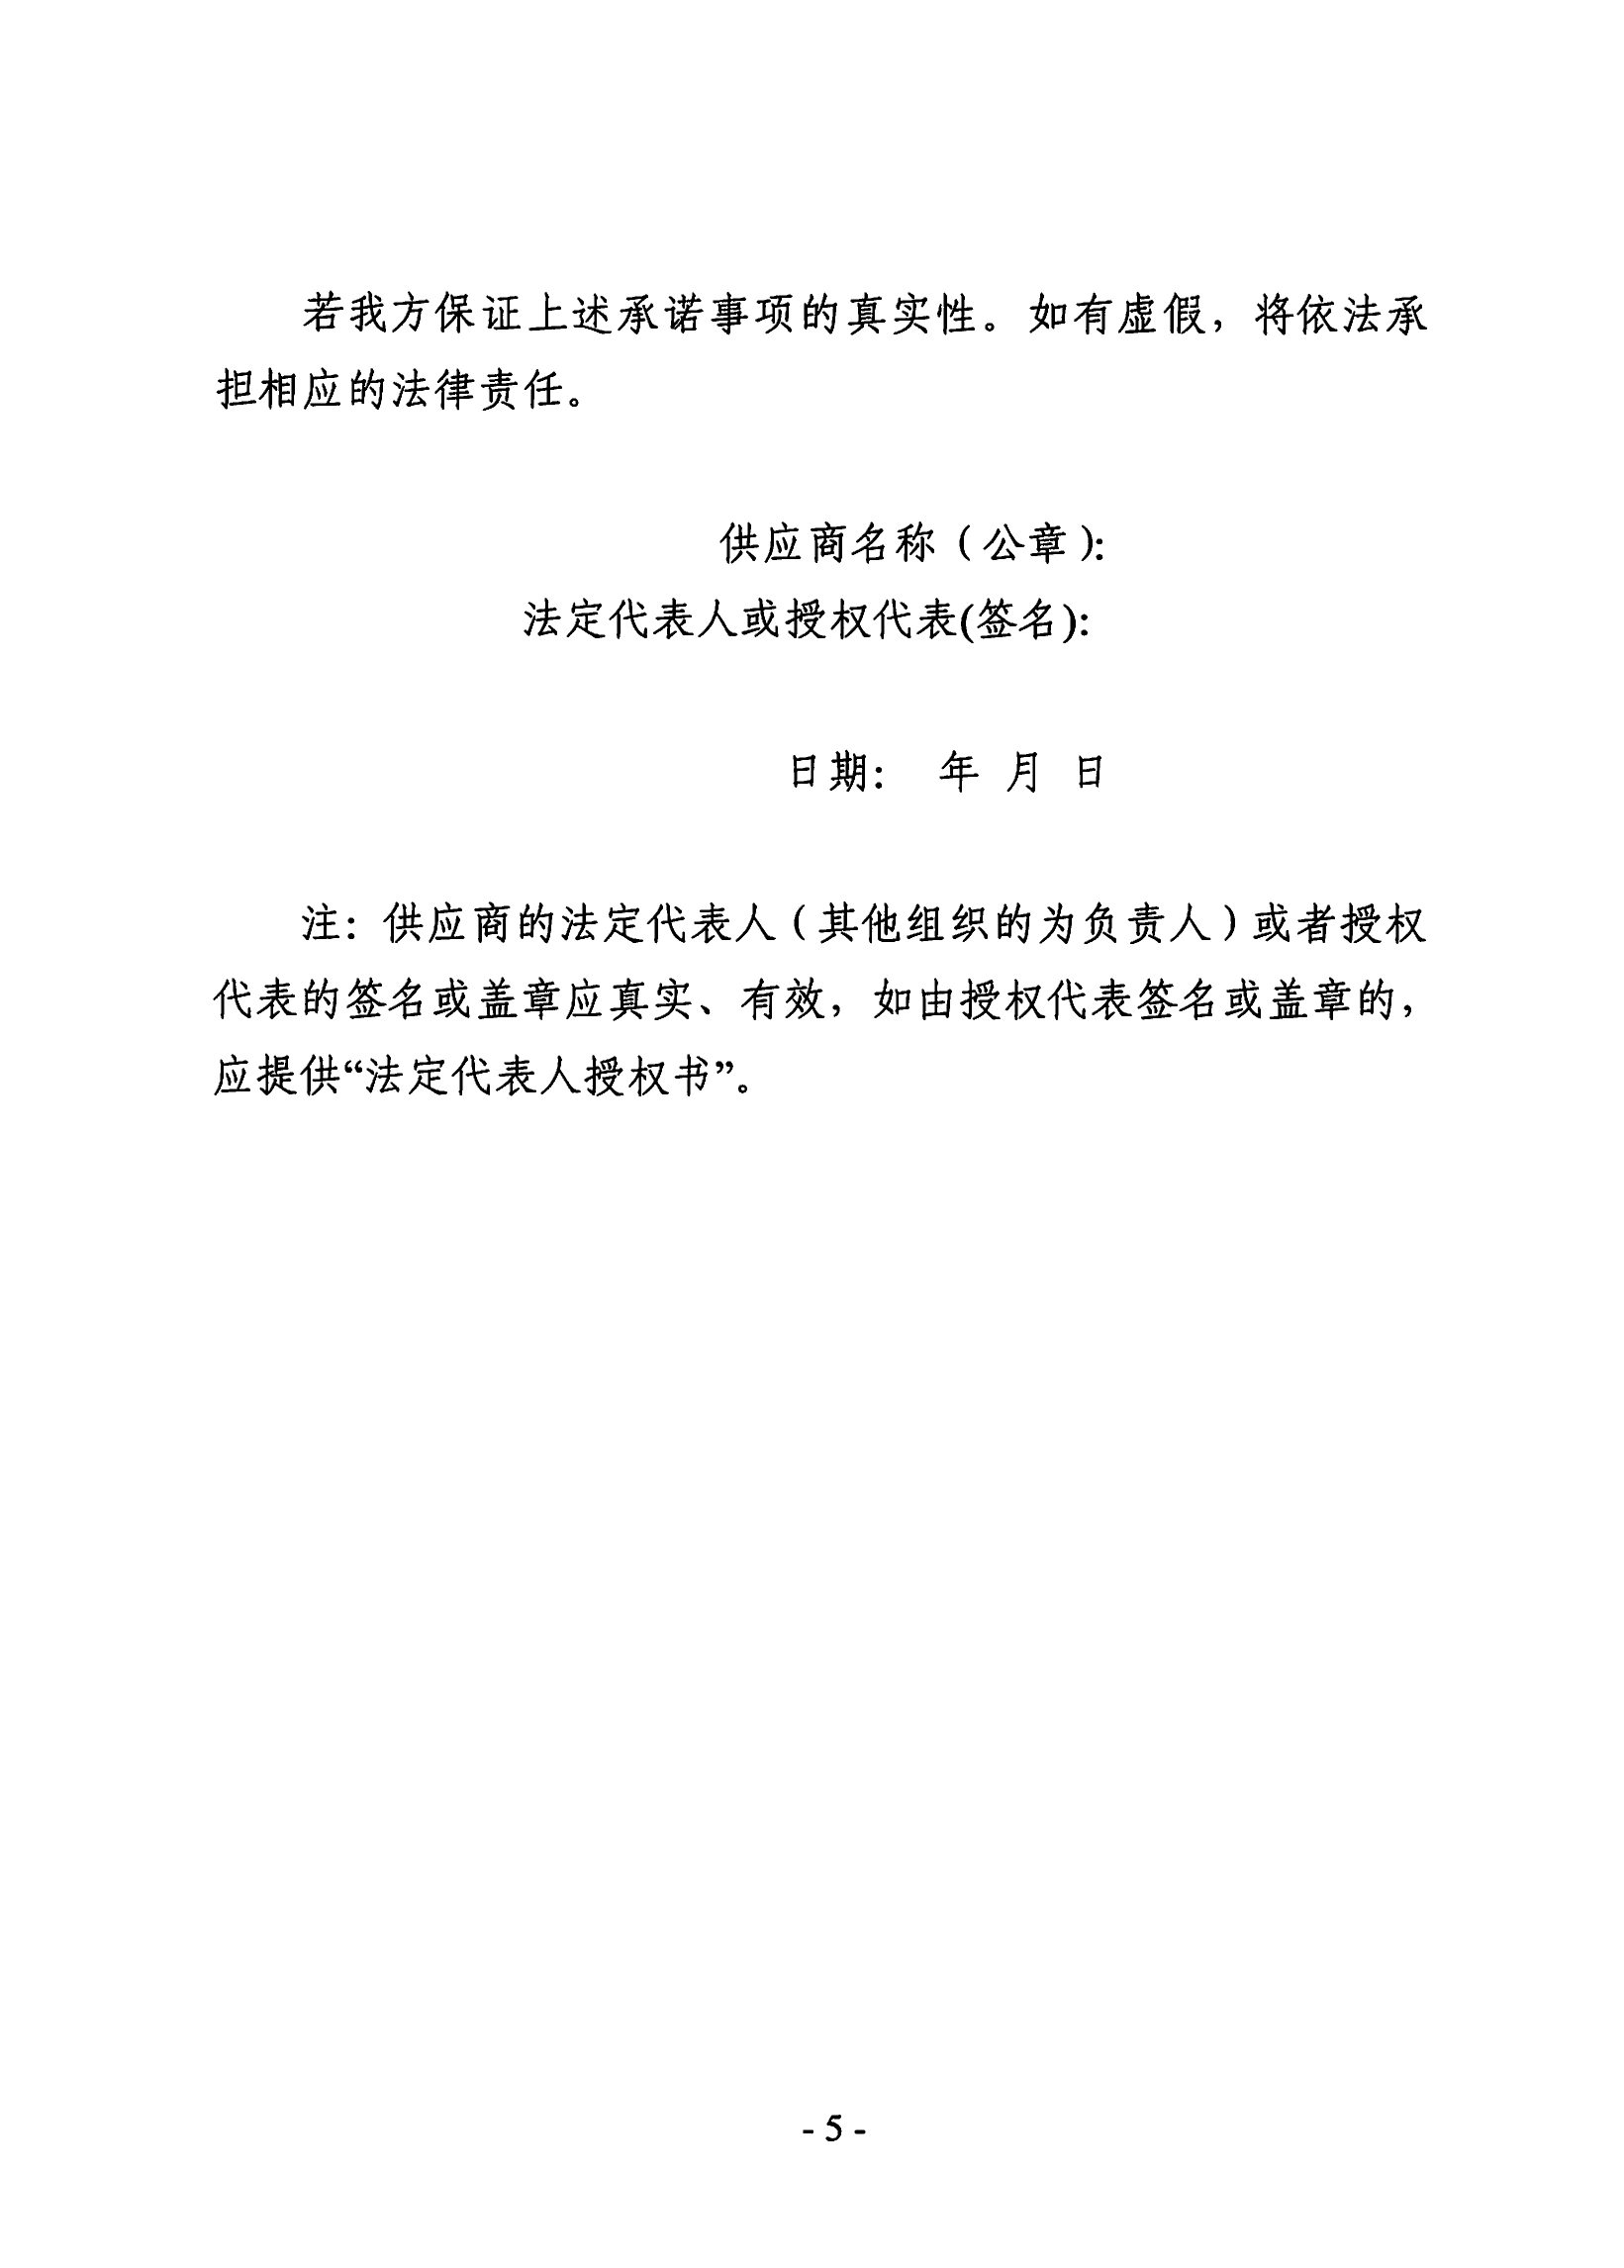 若我方保证上述承诺事项的真实性。如有虚假，将依法承
担相应的法律责任。
供应商名称（公章）:
法定代表人或授权代表(签名):
日期： 年 月 日
注：供应商的法定代表人（其他组织的为负责人）或者授权
代表的签名或盖章应真实、有效，如由授权代表签名或盖章的，
应提供“法定代表人授权书”。
- 5 -